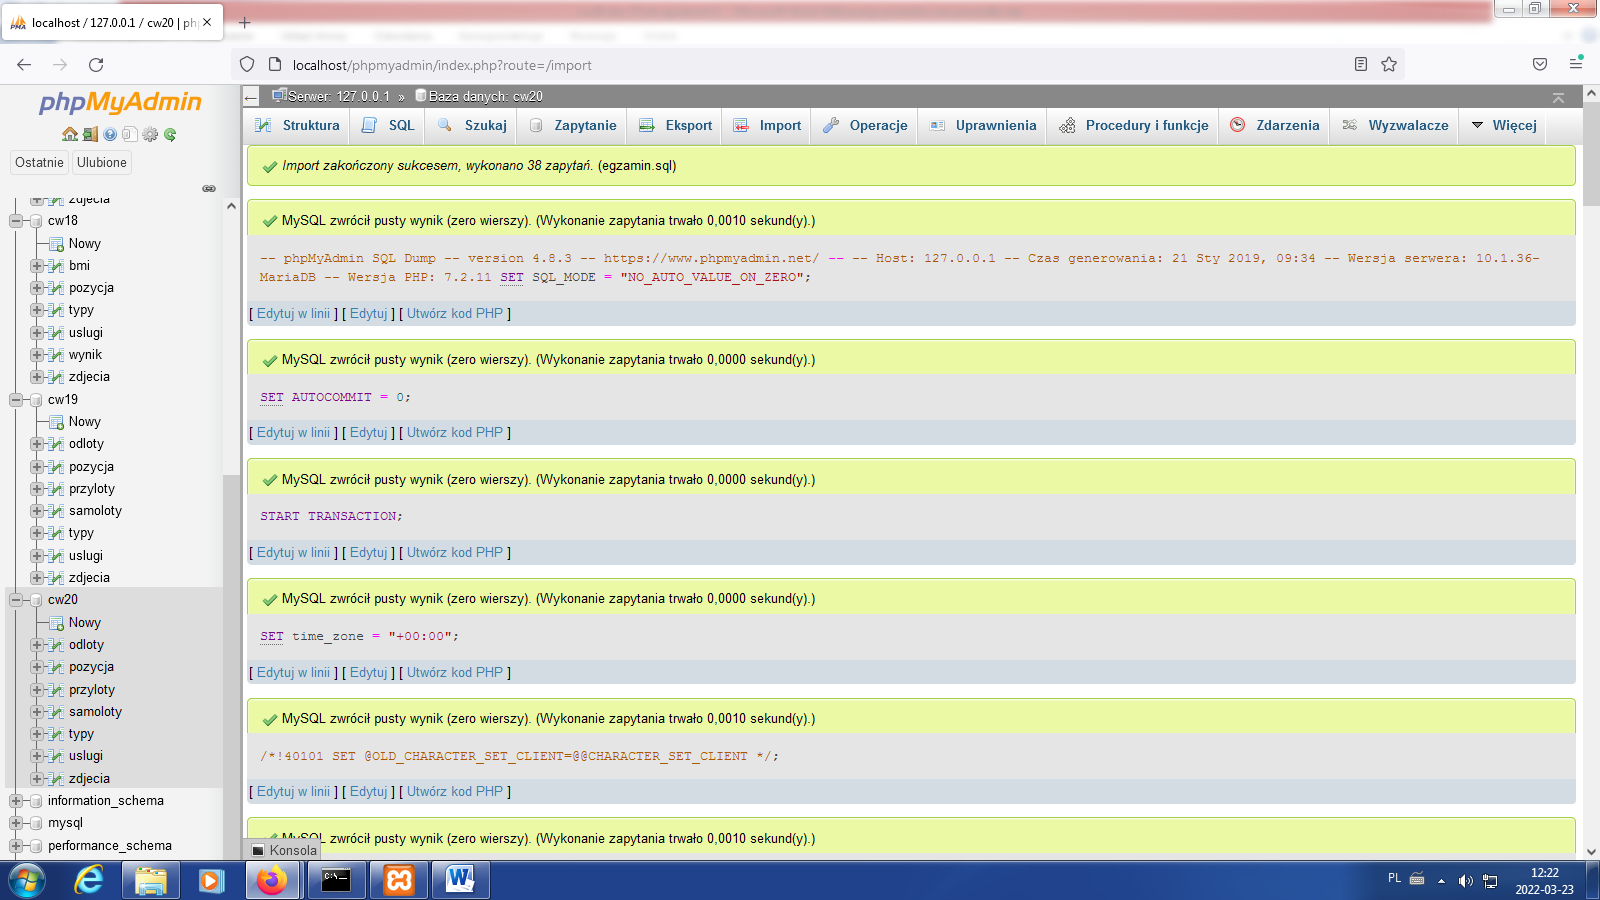 localhost / 127.0.0.1 / cw20 | ph
localhost/phpmyadmin/index.php?route=/import
phpMyAdmin
Ostatnie
Ulubione
zdjecia
cw18
Nowy
bmi
pozycja
typy
uslugi
wynik
zdjecia
cw19
Nowy
odloty
pozycja
przyloty
samoloty
typy
uslugi
zdjecia
cw20
Nowy
odloty
pozycja
przyloty
samoloty
typy
uslugi
zdjecia
information_schema
mysql
performance_schema
Serwer: 127.0.0.1 » Baza danych: cw20
Struktura SQL Szukaj Zapytanie Eksport Import Operacje Uprawnienia Procedury i funkcje Zdarzenia Wyzwalacze Więcej
Import zakończony sukcesem, wykonano 38 zapytań. (egzamin.sql)
MySQL zwrócił pusty wynik (zero wierszy). (Wykonanie zapytania trwało 0,0010 sekund(y).)
-- phpMyAdmin SQL Dump -- version 4.8.3 -- https://www.phpmyadmin.net/ -- -- Host: 127.0.0.1 -- Czas generowania: 21 Sty 2019, 09:34 -- Wersja serwera: 10.1.36-
MariaDB -- Wersja PHP: 7.2.11 SET SQL_MODE = "NO_AUTO_VALUE_ON_ZERO";
[ Edytuj w linii ] [ Edytuj ] [ Utwórz kod PHP ]
MySQL zwrócił pusty wynik (zero wierszy). (Wykonanie zapytania trwało 0,0000 sekund(y).)
SET AUTOCOMMIT = 0;
[ Edytuj w linii ] [ Edytuj ] [ Utwórz kod PHP ]
MySQL zwrócił pusty wynik (zero wierszy). (Wykonanie zapytania trwało 0,0000 sekund(y).)
START TRANSACTION;
[ Edytuj w linii ] [ Edytuj ] [ Utwórz kod PHP ]
MySQL zwrócił pusty wynik (zero wierszy). (Wykonanie zapytania trwało 0,0000 sekund(y).)
SET time_zone = "+00:00";
[ Edytuj w linii ] [ Edytuj ] [ Utwórz kod PHP ]
MySQL zwrócił pusty wynik (zero wierszy). (Wykonanie zapytania trwało 0,0010 sekund(y).)
/*!40101 SET @OLD_CHARACTER_SET_CLIENT=@@CHARACTER_SET_CLIENT */;
[ Edytuj w linii ] [ Edytuj ] [ Utwórz kod PHP ]
MySQL zwrócił pusty wynik (zero wierszy). (Wykonanie zapytania trwało 0,0010 sekund(y).)
Konsola
PL
12:22
2022-03-23